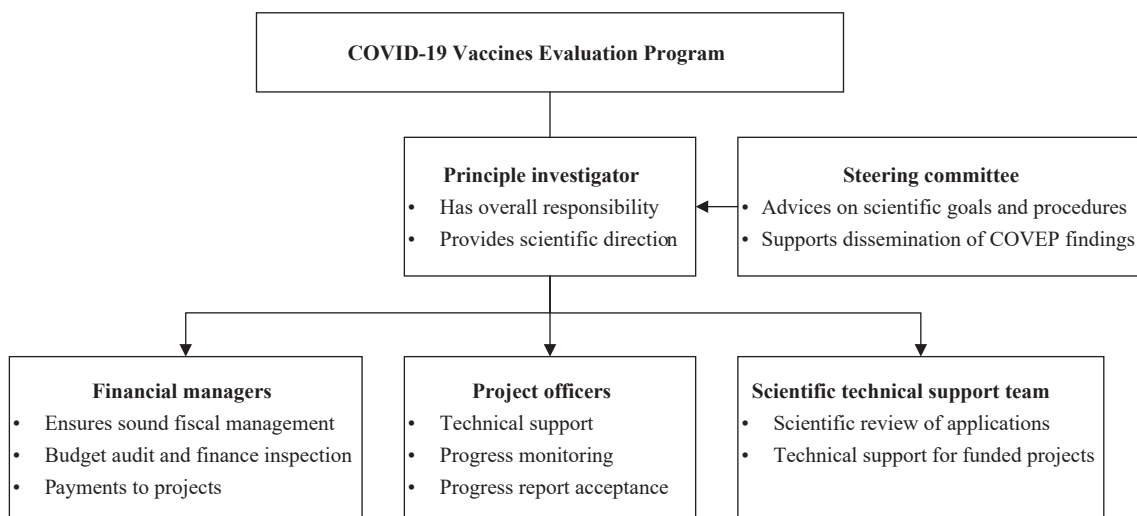 COVID-19 Vaccines Evaluation Program
Principle investigator
• Has overall responsibility
• Provides scientific direction
Steering committee
• Advices on scientific goals and procedures
• Supports dissemination of COVEP findings
Financial managers
• Ensures sound fiscal management
• Budget audit and finance inspection
• Payments to projects
Project officers
• Technical support
• Progress monitoring
• Progress report acceptance
Scientific technical support team
• Scientific review of applications
• Technical support for funded projects